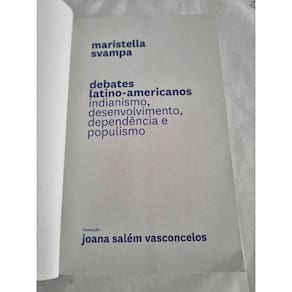 maristella
svampa
debates
latino-americanos
indianismo,
desenvolvimento,
dependência e
populismo
tradução
joana salém vasconcelos